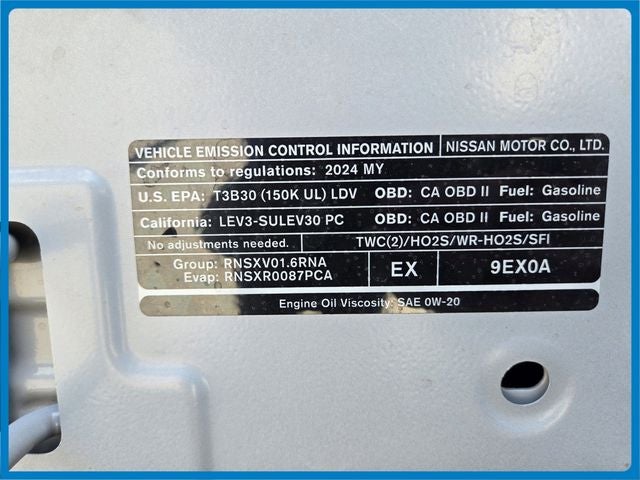 VEHICLE EMISSION CONTROL INFORMATION NISSAN MOTOR CO., LTD.
Conforms to regulations: 2024 MY
U.S. EPA: T3B30 (150K UL) LDV OBD: CA OBD II Fuel: Gasoline
California: LEV3-SULEV30 PC OBD: CA OBD II Fuel: Gasoline
No adjustments needed. TWC(2)/HO2S/WR-HO2S/SFI
Group: RNSXV01.6RNA EX 9EX0A
Evap: RNSXR0087PCA
Engine Oil Viscosity: SAE 0W-20